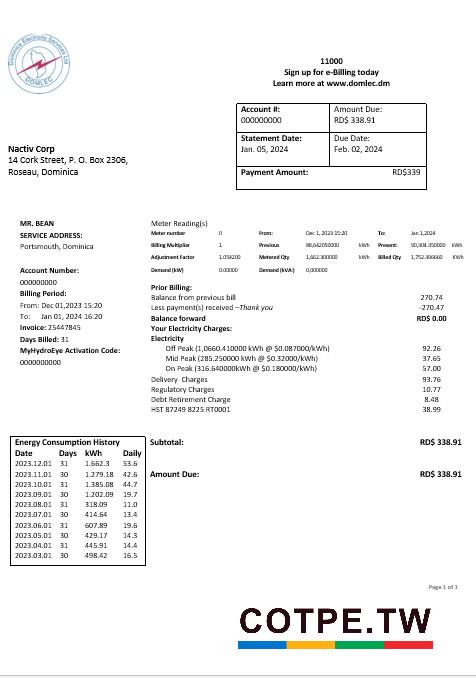 Dominica Electricity Services Ltd
DOMLEC
11000
Sign up for e-Billing today
Learn more at www.domlec.dm
Account #:
000000000
Amount Due:
RD$ 338.91
Statement Date:
Jan. 05, 2024
Due Date:
Feb. 02, 2024
Payment Amount: RD$339
Nactiv Corp
14 Cork Street, P. O. Box 2306,
Roseau, Dominica
MR. BEAN
SERVICE ADDRESS:
Portsmouth, Dominica
Account Number:
000000000
Billing Period:
From: Dec 01,2023 15:20
To: Jan 01, 2024 16:20
Invoice: 25447845
Days Billed: 31
MyHydroEye Activation Code:
0000000000
Meter Reading(s)
Meter number 0 From: Dec 1,2023 15:20 To: Jan 1,2024
Billing Multiplier 1. Previous 88,642050000 kWh Present: 90,304.350000 kWh
Adjustment Factor 1.054200 Metered Qty 1,662.300000 kWh Billed Qty 1,752.396660 KWh
Demand (kW) 0.00000 Demand (kVA) 0,000000
Prior Billing:
Balance from previous bill 270.74
Less payment(s) received –Thank you -270.47
Balance forward RD$ 0.00
Your Electricity Charges:
Electricity
Off Peak (1,0660.410000 kWh @ $0.087000/kWh) 92.26
Mid Peak (285.250000 kWh @ $0.32000/kWh) 37.65
On Peak (316.640000kWh @ $0.180000/kWh) 57.00
Delivery Charges 93.76
Regulatory Charges 10.77
Debt Retirement Charge 8.48
HST 87249 8225 RT0001 38.99
Energy Consumption History
Date Days kWh Daily
2023.12.01 31 1.662.3 53.6
2023.11.01 30 1.279.18 42.6
2023.10.01 31 1.385.08 44.7
2023.09.01 30 1.202.09 19.7
2023.08.01 31 318.09 11.0
2023.07.01 30 414.64 13.4
2023.06.01 31 607.89 19.6
2023.05.01 30 429.17 14.3
2023.04.01 31 445.91 14.4
2023.03.01 30 498.42 16.5
Subtotal: RD$ 338.91
Amount Due: RD$ 338.91
Page 1 of 1
COTPE.TW